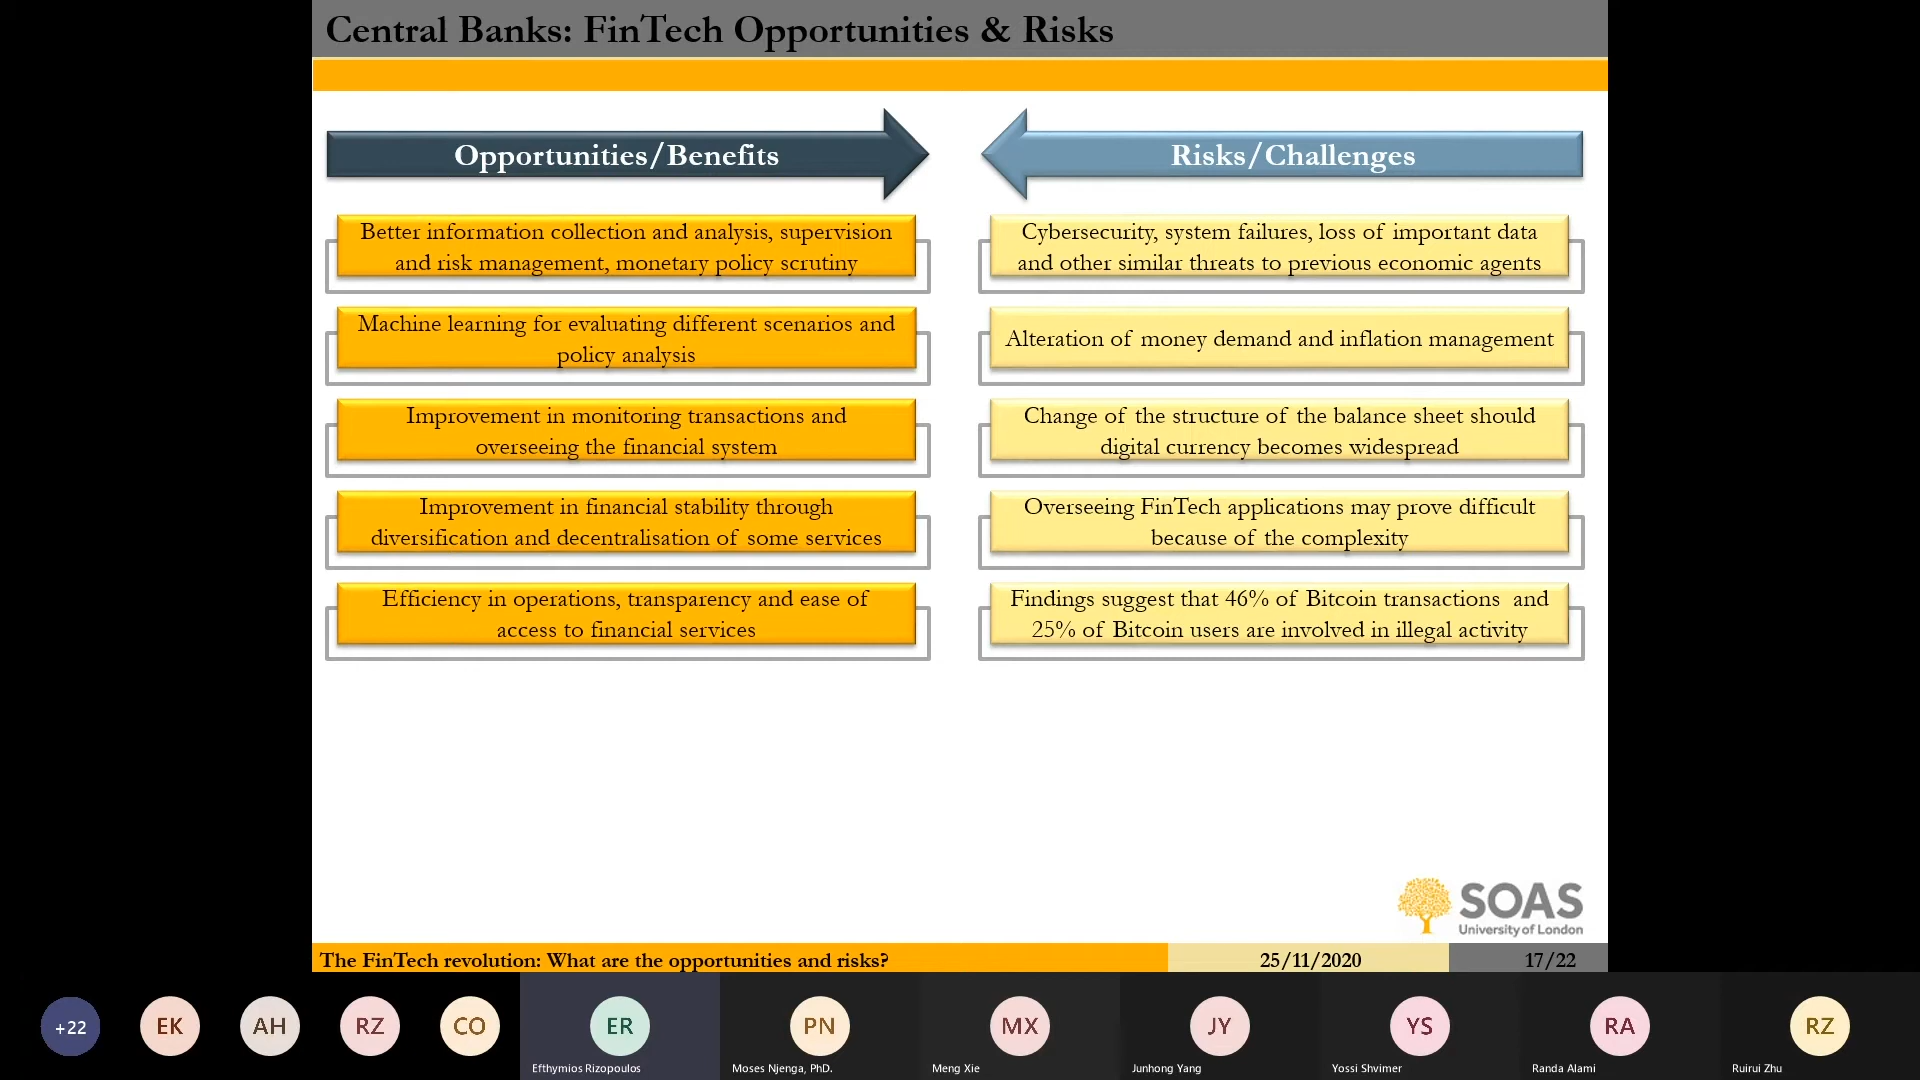 Central Banks: FinTech Opportunities & Risks
Opportunities/Benefits
Better information collection and analysis, supervision
and risk management, monetary policy scrutiny
Machine learning for evaluating different scenarios and
policy analysis
Improvement in monitoring transactions and
overseeing the financial system
Improvement in financial stability through
diversification and decentralisation of some services
Efficiency in operations, transparency and ease of
access to financial services
Risks/Challenges
Cybersecurity, system failures, loss of important data
and other similar threats to previous economic agents
Alteration of money demand and inflation management
Change of the structure of the balance sheet should
digital currency becomes widespread
Overseeing FinTech applications may prove difficult
because of the complexity
Findings suggest that 46% of Bitcoin transactions and
25% of Bitcoin users are involved in illegal activity
SOAS
University of London
The FinTech revolution: What are the opportunities and risks?
25/11/2020
17/22
+22
EK
AH
RZ
CO
ER
Efthymios Rizopoulos
PN
Moses Njenga, PhD.
MX
Meng Xie
JY
Junhong Yang
YS
Yossi Shvimer
RA
Randa Alami
RZ
Ruirui Zhu